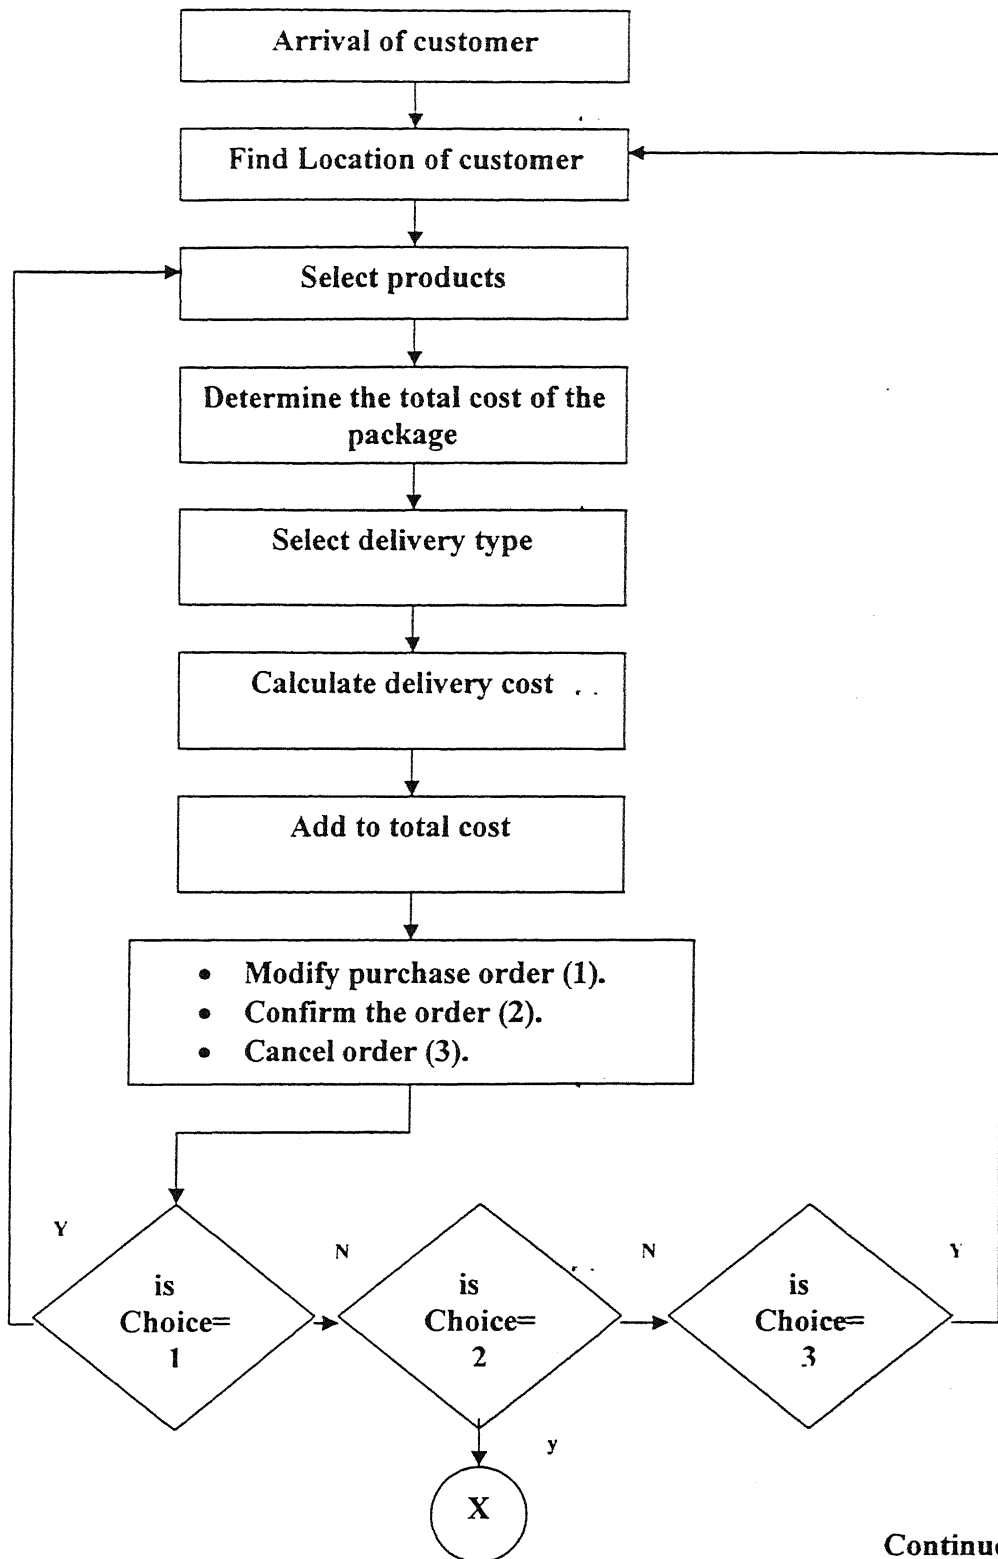 Arrival of customer
Find Location of customer
Select products
Determine the total cost of the
package
Select delivery type
Calculate delivery cost
Add to total cost
• Modify purchase order (1).
• Confirm the order (2).
• Cancel order (3).
Y
N
N
Y
is
Choice=
1
is
Choice=
2
is
Choice=
3
y
X